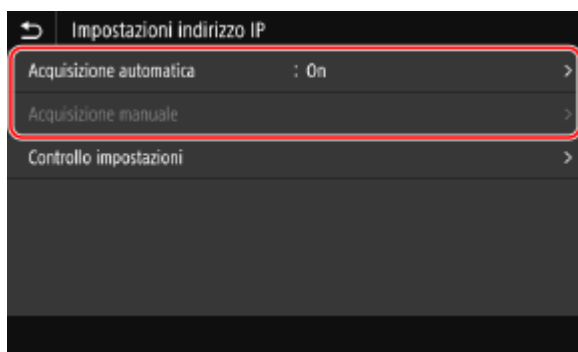 Impostazioni indirizzo IP
Acquisizione automatica : On
Acquisizione manuale
Controllo impostazioni